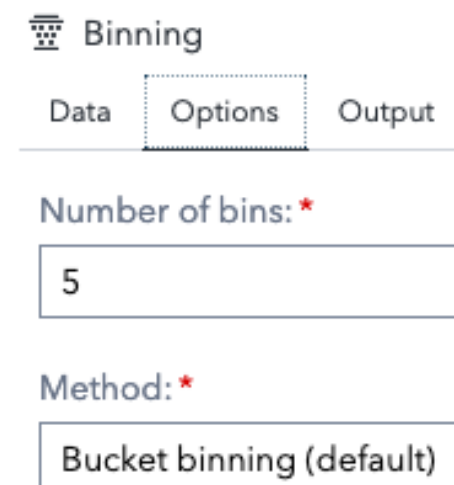 Binning
Data Options Output
Number of bins: *
5
Method: *
Bucket binning (default)